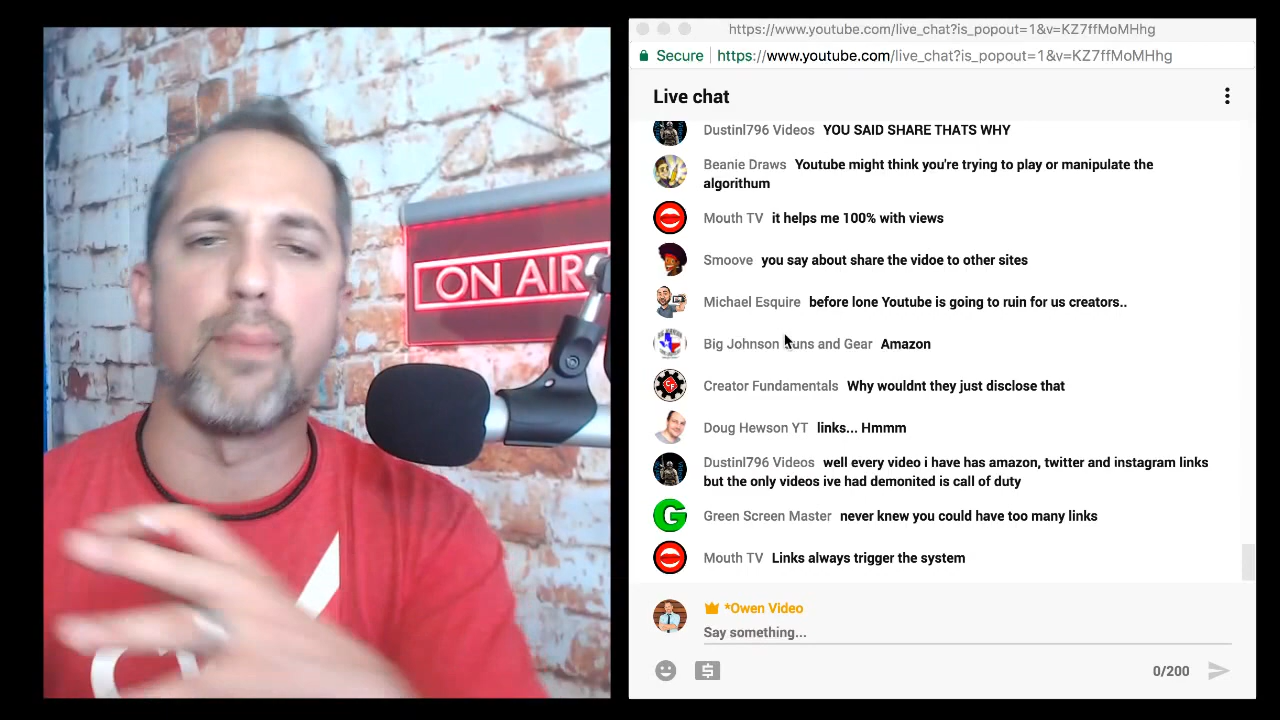 ON AIR
https://www.youtube.com/live_chat?is_popout=1&v=KZ7ffMoMHhg
Secure https://www.youtube.com/live_chat?is_popout=1&v=KZ7ffMoMHhg
Live chat
Dustinl796 Videos YOU SAID SHARE THATS WHY
Beanie Draws Youtube might think you're trying to play or manipulate the
algorithum
Mouth TV it helps me 100% with views
Smoove you say about share the vidoe to other sites
Michael Esquire before lone Youtube is going to ruin for us creators..
Big Johnson Guns and Gear Amazon
Creator Fundamentals Why wouldnt they just disclose that
Doug Hewson YT links... Hmmm
Dustinl796 Videos well every video i have has amazon, twitter and instagram links
but the only videos ive had demonited is call of duty
Green Screen Master never knew you could have too many links
Mouth TV Links always trigger the system
*Owen Video
Say something...
0/200